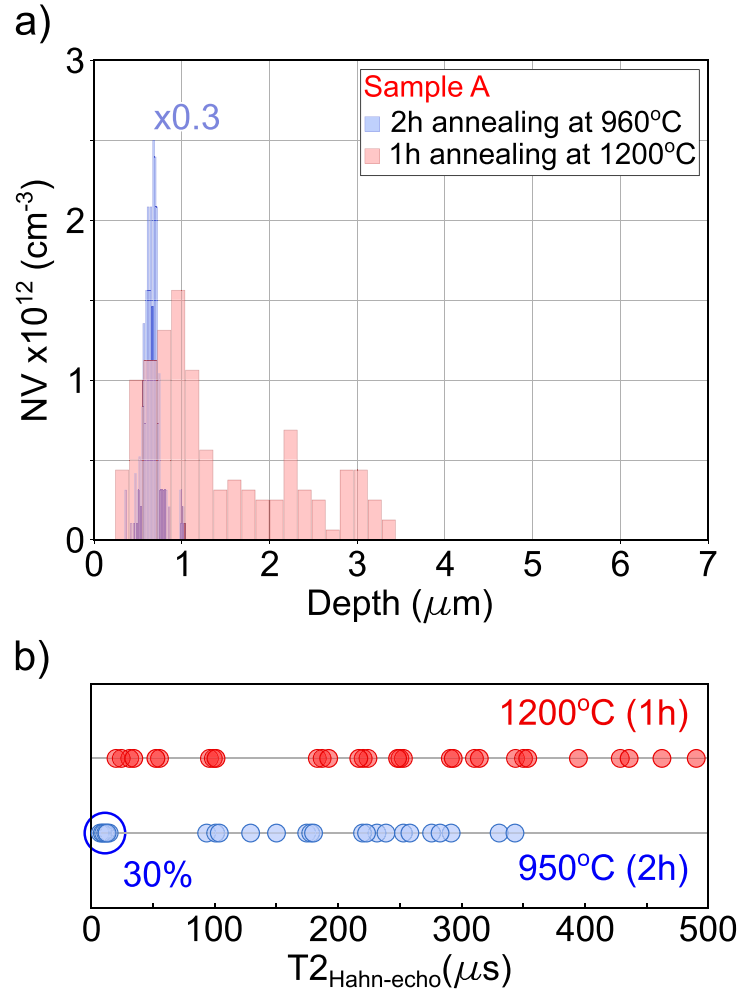 a)
3
2
1
0
NV x10¹² (cm⁻³)
x0.3
Sample A
2h annealing at 960°C
1h annealing at 1200°C
0 1 2 3 4 5 6 7
Depth (μm)
b)
1200°C (1h)
30%
950°C (2h)
0 100 200 300 400 500
T2Hahn-echo(μs)